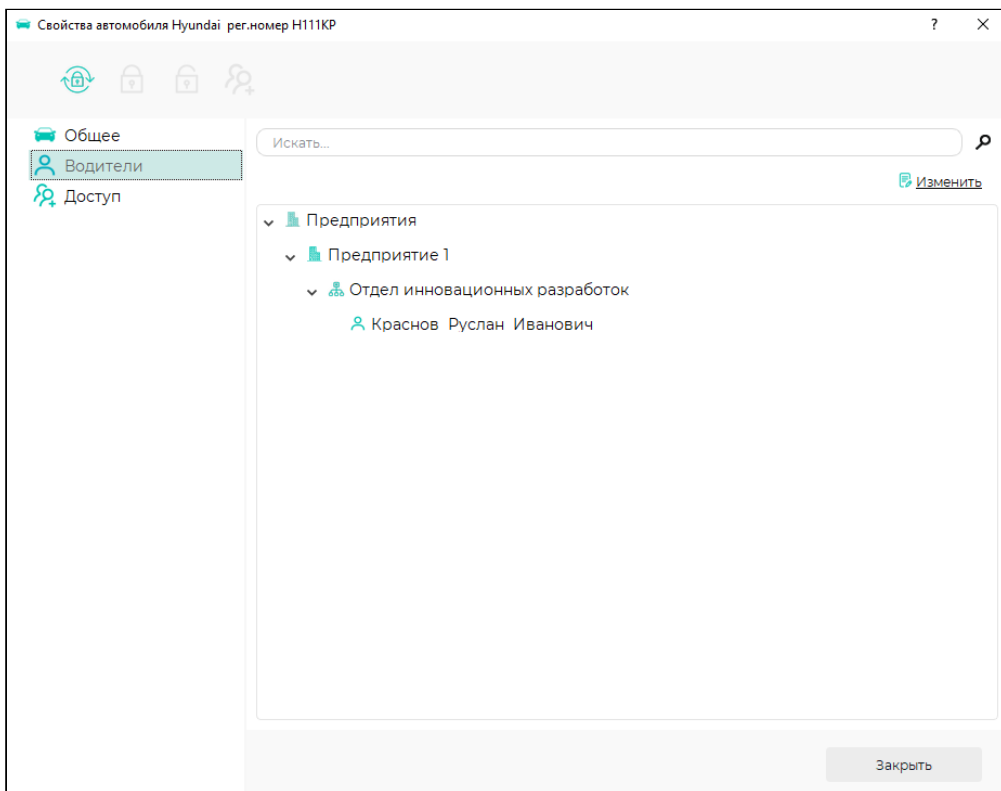 Свойства автомобиля Hyundai рег.номер Н111КР
?
Общее
Водители
Доступ
Искать...
Изменить
Предприятия
Предприятие 1
Отдел инновационных разработок
Краснов Руслан Иванович
Закрыть